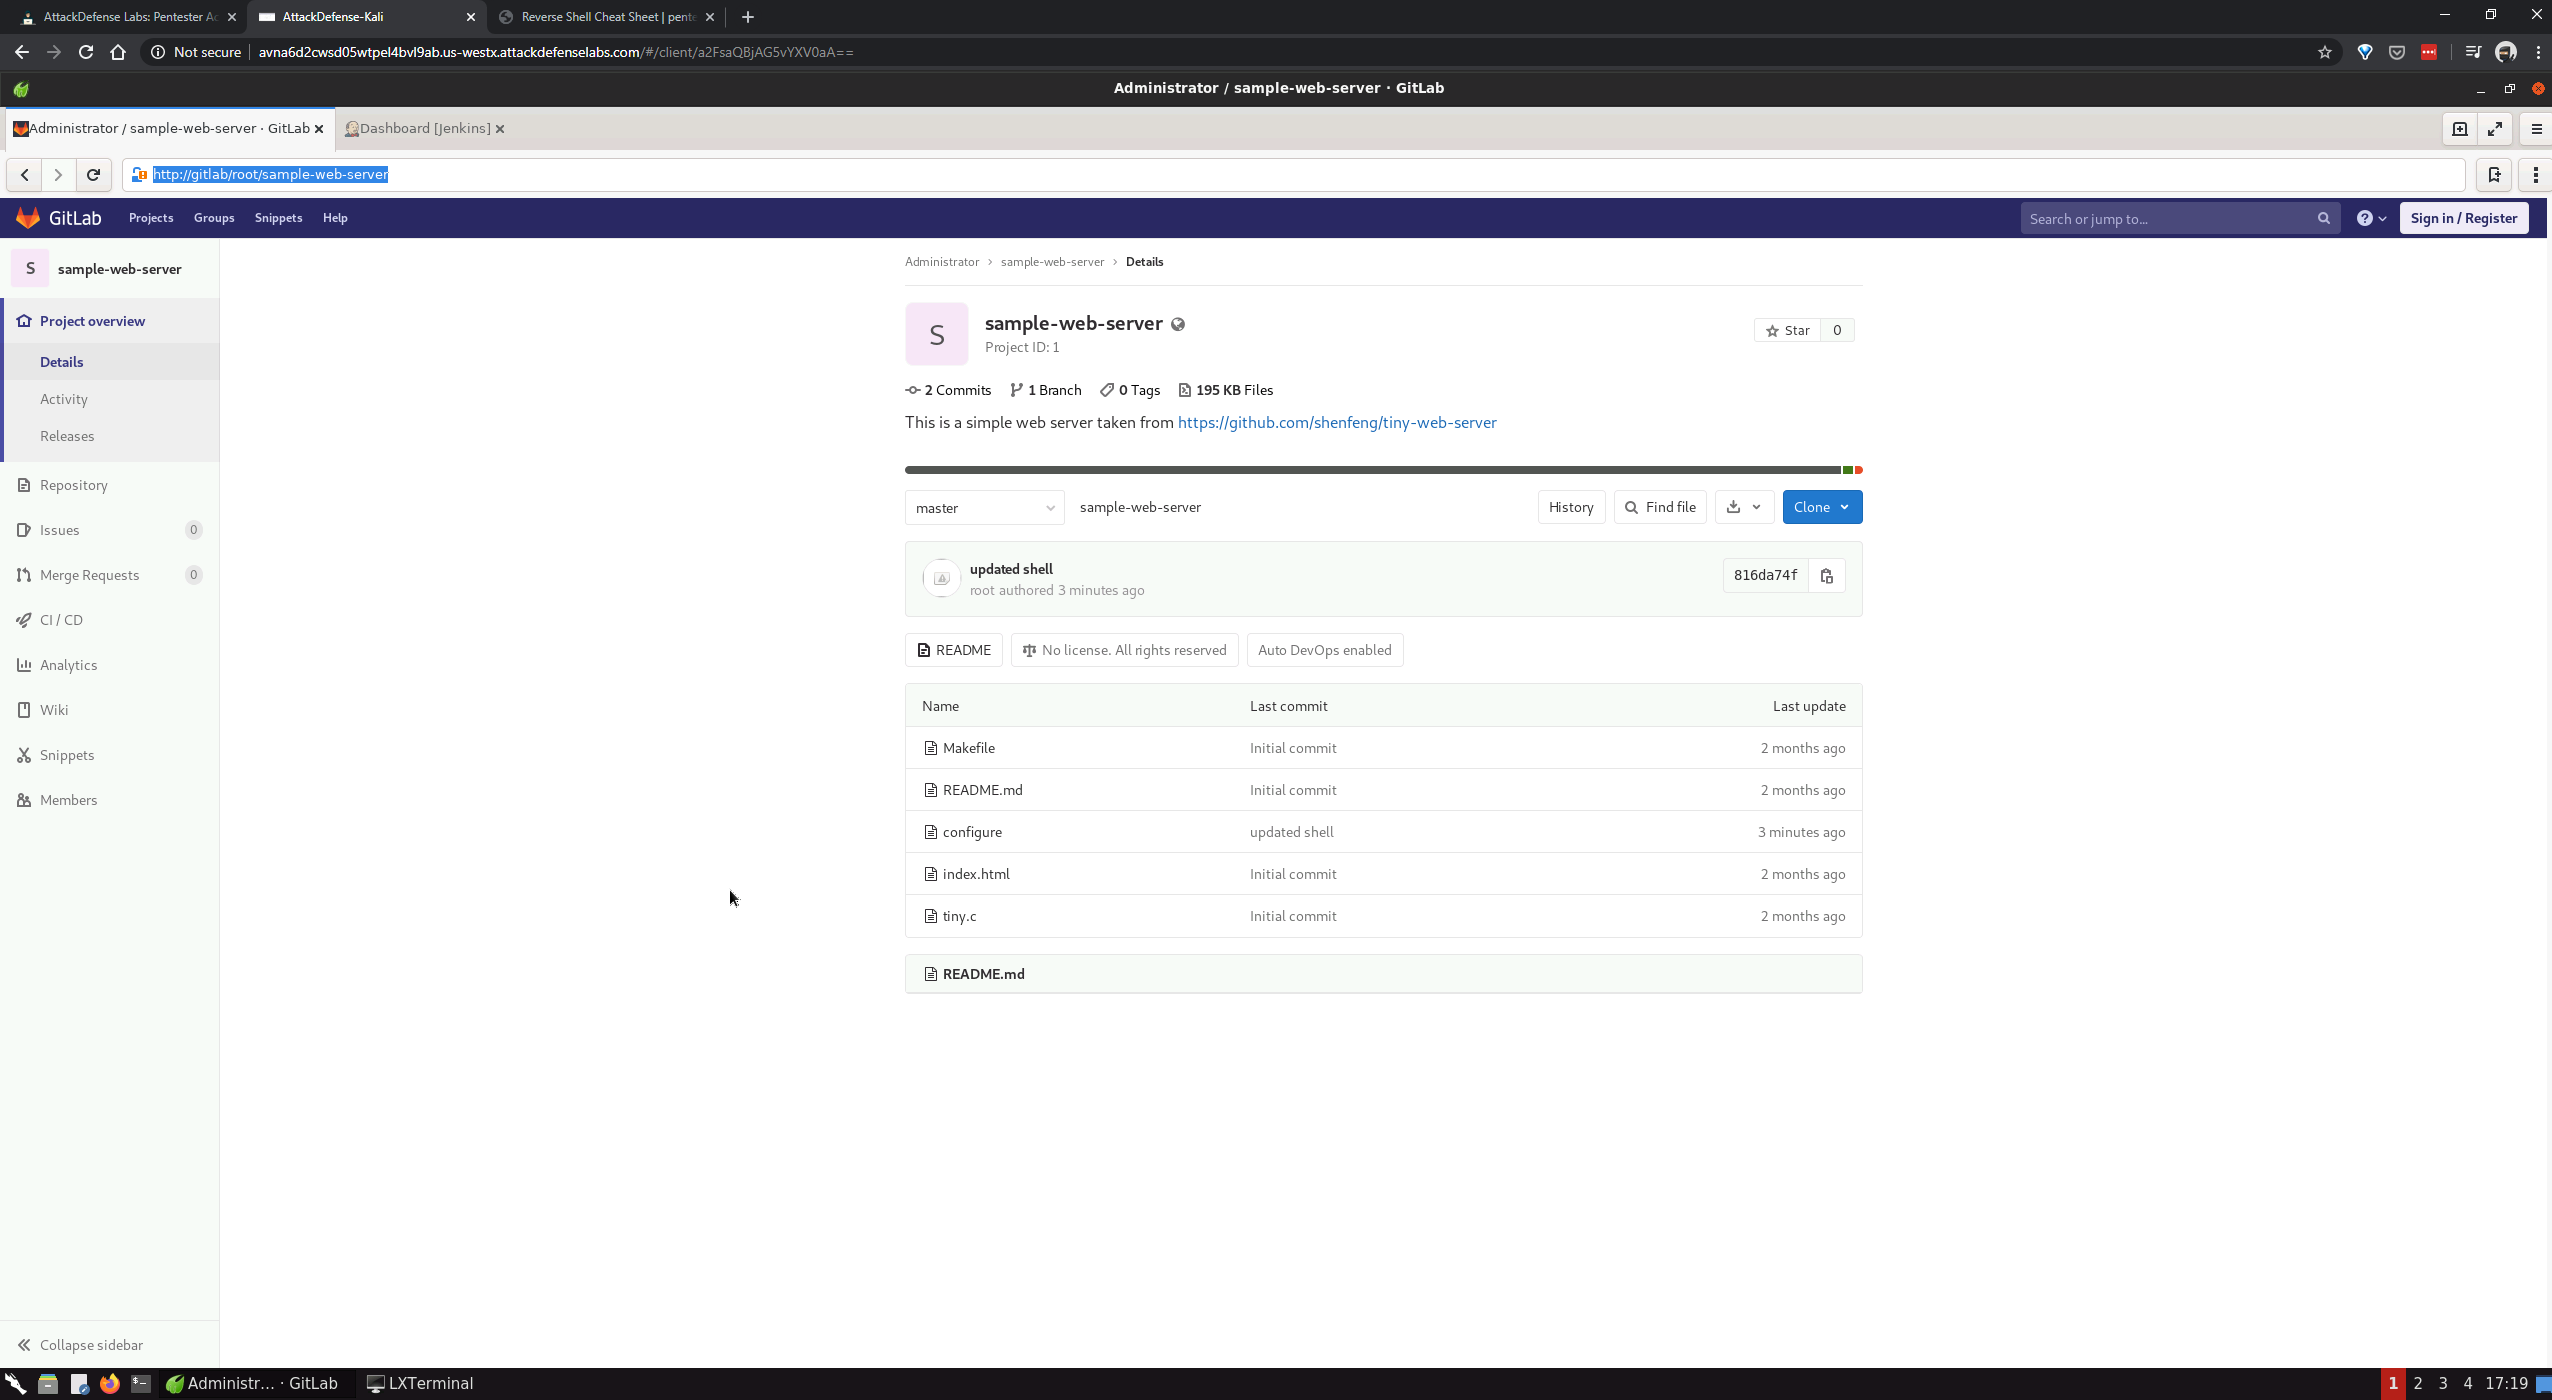 AttackDefense Labs: Pentester Ac
AttackDefense-Kali
Reverse Shell Cheat Sheet | pente
Not secure avna6d2cwsd05wtpel4bvl9ab.us-westx.attackdefenselabs.com/#/client/a2FsaQBjAG5vYXV0aA==
Administrator / sample-web-server · GitLab
Administrator / sample-web-server · GitLab
Dashboard [Jenkins]
http://gitlab/root/sample-web-server
GitLab Projects Groups Snippets Help Search or jump to... Sign in / Register
S sample-web-server
Project overview
Details
Activity
Releases
Repository
Issues 0
Merge Requests 0
CI / CD
Analytics
Wiki
Snippets
Members
Collapse sidebar
Administrator › sample-web-server › Details
S
sample-web-server
Project ID: 1
Star 0
2 Commits 1 Branch 0 Tags 195 KB Files
This is a simple web server taken from https://github.com/shenfeng/tiny-web-server
master sample-web-server History Find file Clone
updated shell
root authored 3 minutes ago
816da74f
README No license. All rights reserved Auto DevOps enabled
Name Last commit Last update
Makefile Initial commit 2 months ago
README.md Initial commit 2 months ago
configure updated shell 3 minutes ago
index.html Initial commit 2 months ago
tiny.c Initial commit 2 months ago
README.md
Administr... · GitLab LXTerminal 1 2 3 4 17:19